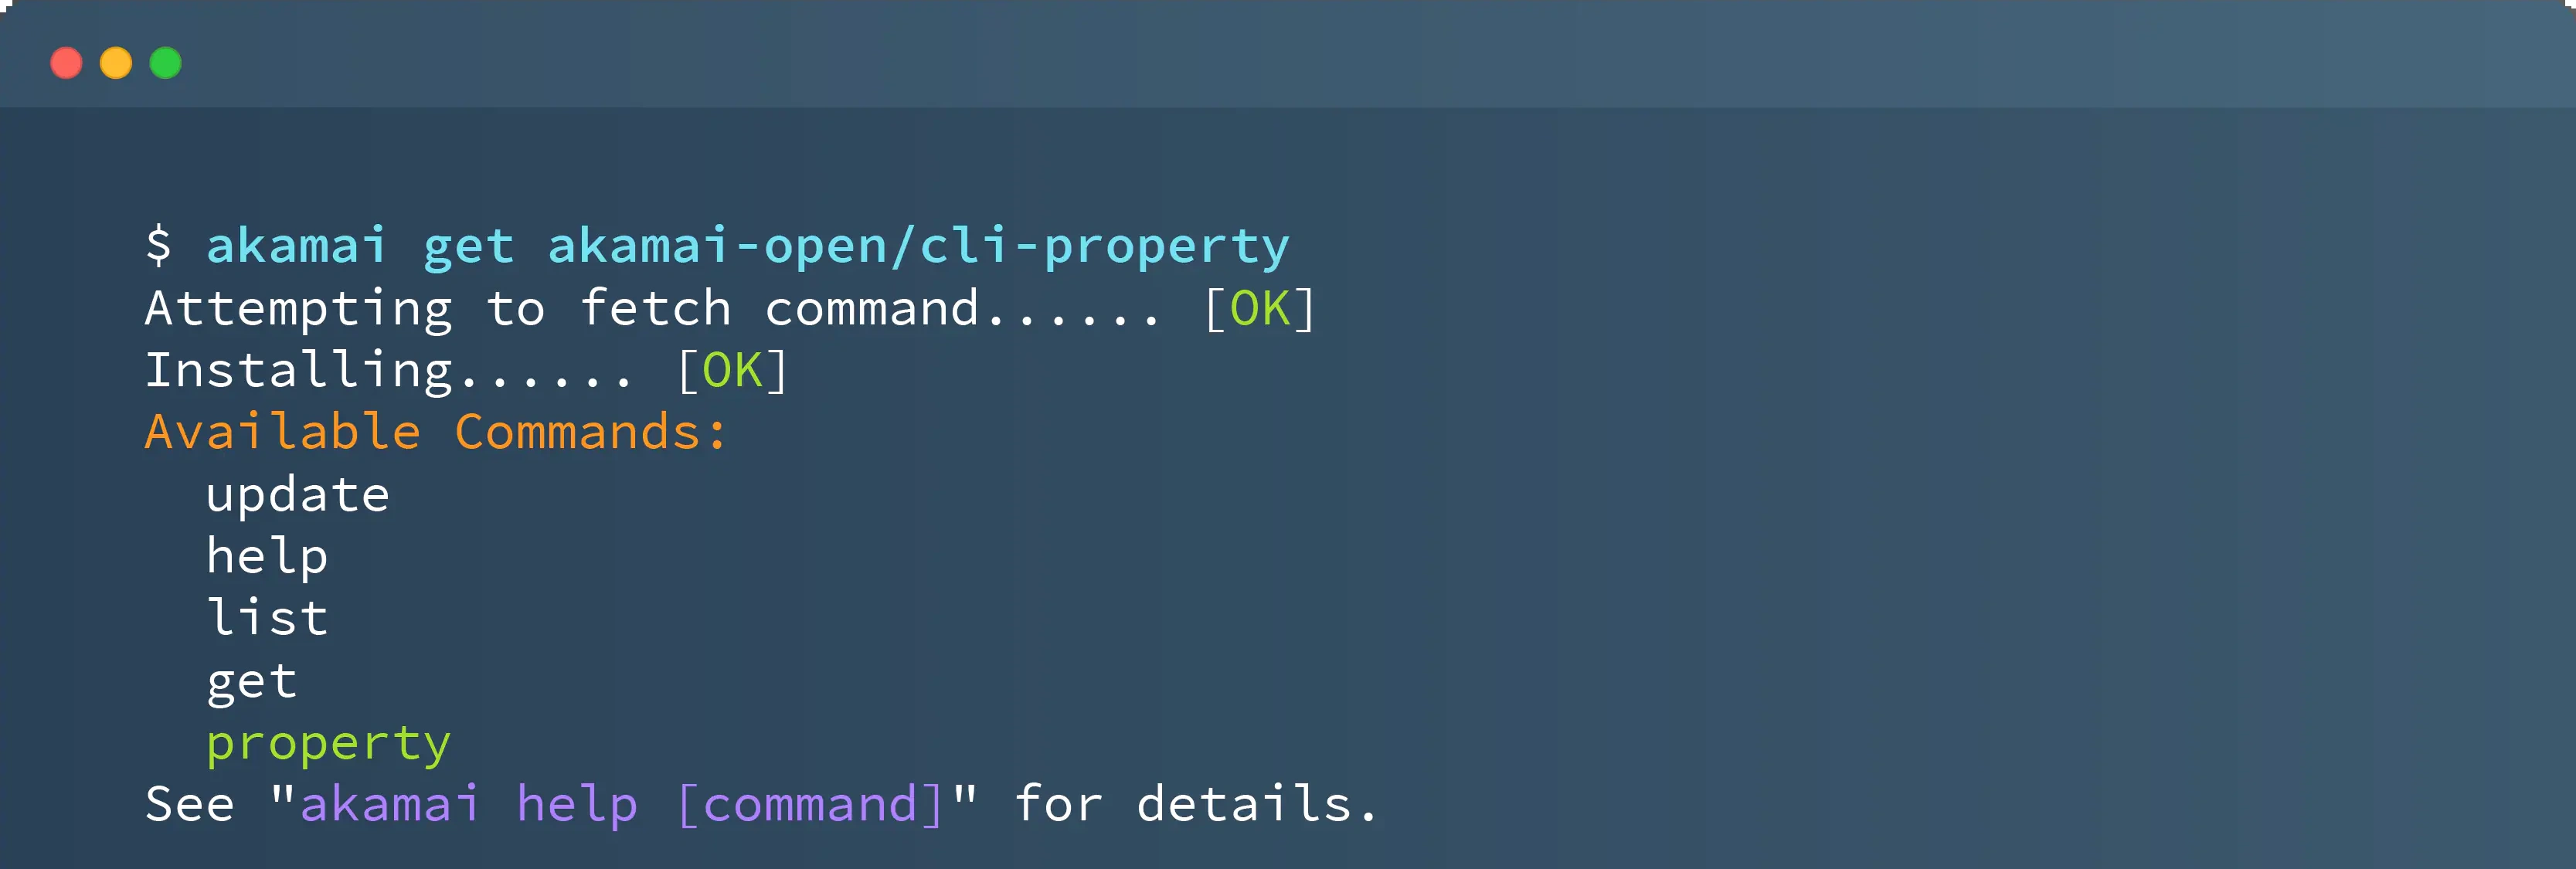 $ akamai get akamai-open/cli-property
Attempting to fetch command...... [OK]
Installing...... [OK]
Available Commands:
  update
  help
  list
  get
  property
See "akamai help [command]" for details.